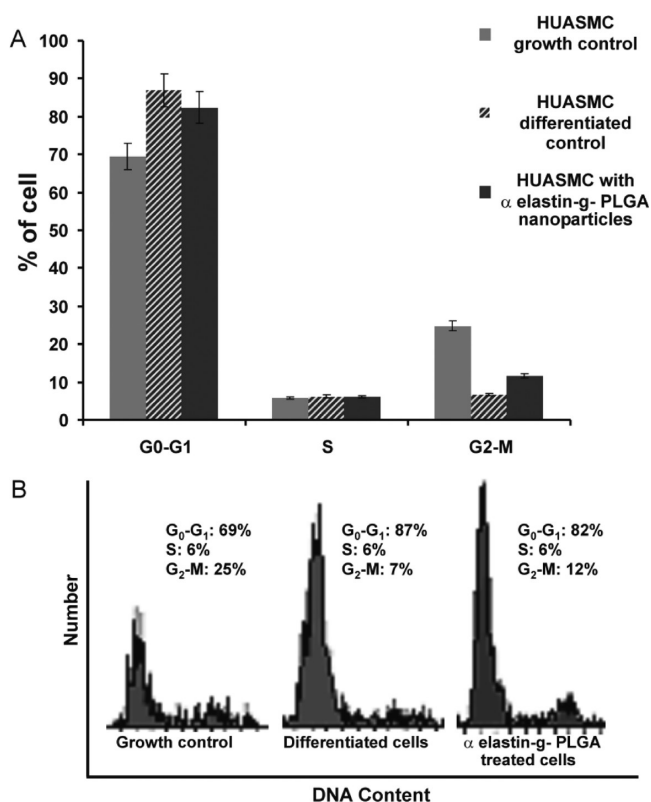 A
HUASMC
growth control
HUASMC
differentiated
control
HUASMC with
α elastin-g- PLGA
nanoparticles
% of cell
100
90
80
70
60
50
40
30
20
10
0
G0-G1
S
G2-M
B
Number
G₀-G₁: 69%
S: 6%
G₂-M: 25%
G₀-G₁: 87%
S: 6%
G₂-M: 7%
G₀-G₁: 82%
S: 6%
G₂-M: 12%
Growth control
Differentiated cells
α elastin-g- PLGA
treated cells
DNA Content